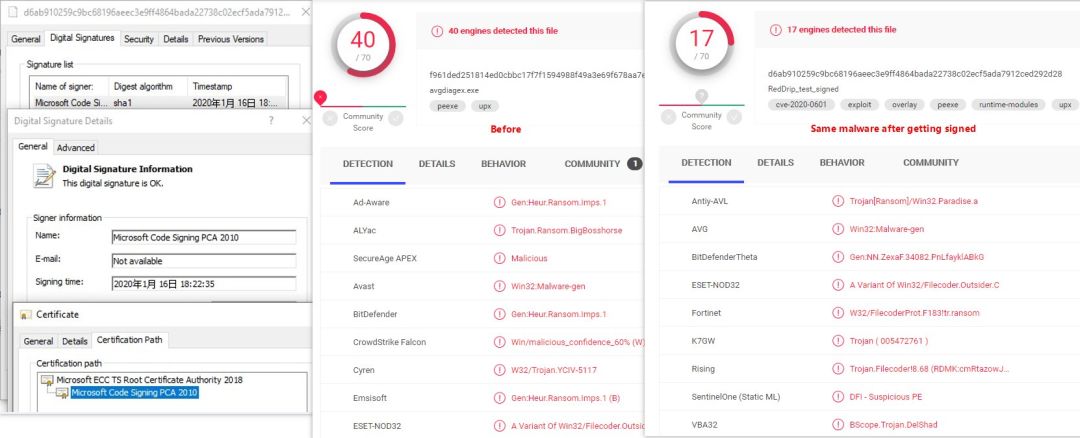 d6ab910259c9bc68196aeec3e9ff4864bada22738c02ecf5ada7912...
General
Digital Signatures
Security
Details
Previous Versions
Signature list
Name of signer:
Digest algorithm
Timestamp
Microsoft Code Si...
sha1
2020年1月 16日 18:...
Digital Signature Details
?
General
Advanced
Digital Signature Information
This digital signature is OK.
Signer information
Name:
Microsoft Code Signing PCA 2010
E-mail:
Not available
Signing time:
2020年1月 16日 18:22:35
Certificate
General
Details
Certification Path
Certification path
Microsoft ECC TS Root Certificate Authority 2018
Microsoft Code Signing PCA 2010
40
/ 70
Community
Score
40 engines detected this file
f961ded251814ed0cbbc17f7f1594988f49a3e69f678aa7e
avgdiagex.exe
peexe
upx
Before
DETECTION
DETAILS
BEHAVIOR
COMMUNITY
1
Ad-Aware
Gen:Heur.Ransom.Imps.1
ALYac
Trojan.Ransom.BigBosshorse
SecureAge APEX
Malicious
Avast
Win32:Malware-gen
BitDefender
Gen:Heur.Ransom.Imps.1
CrowdStrike Falcon
Win/malicious_confidence_60% (W)
Cyren
W32/Trojan.YCIV-5117
Emsisoft
Gen:Heur.Ransom.Imps.1 (B)
ESET-NOD32
A Variant Of Win32/Filecoder.Outsid
17
/ 70
?
Community
Score
17 engines detected this file
d6ab910259c9bc68196aeec3e9ff4864bada22738c02ecf5ada7912ced292d28
RedDrip_test_signed
cve-2020-0601
exploit
overlay
peexe
runtime-modules
upx
Same malware after getting signed
DETECTION
DETAILS
BEHAVIOR
COMMUNITY
Antiy-AVL
Trojan[Ransom]/Win32.Paradise.a
AVG
Win32:Malware-gen
BitDefenderTheta
Gen:NN.ZexaF.34082.PnLfayklABkG
ESET-NOD32
A Variant Of Win32/Filecoder.Outsider.C
Fortinet
W32/FilecoderProt.F183!tr.ransom
K7GW
Trojan ( 005472761 )
Rising
Trojan.Filecoder!8.68 (RDMK:cmRtazowJ...
SentinelOne (Static ML)
DFI - Suspicious PE
VBA32
BScope.Trojan.DelShad